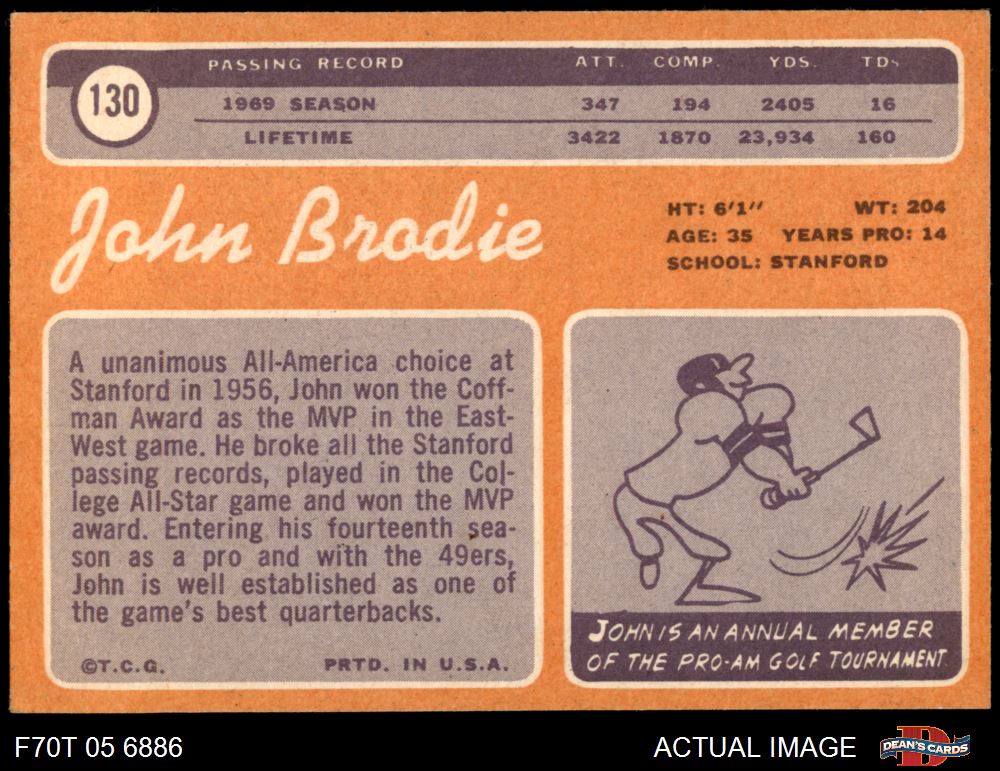 130
PASSING RECORD ATT. COMP. YDS. TDs
1969 SEASON 347 194 2405 16
LIFETIME 3422 1870 23,934 160
John Brodie
HT: 6'1" WT: 204
AGE: 35 YEARS PRO: 14
SCHOOL: STANFORD
A unanimous All-America choice at
Stanford in 1956, John won the Coff-
man Award as the MVP in the East-
West game. He broke all the Stanford
passing records, played in the Col-
lege All-Star game and won the MVP
award. Entering his fourteenth sea-
son as a pro and with the 49ers,
John is well established as one of
the game's best quarterbacks.
©T.C.G. PRTD. IN U.S.A.
JOHN IS AN ANNUAL MEMBER
OF THE PRO-AM GOLF TOURNAMENT
F70T 05 6886 ACTUAL IMAGE
D
DEAN'S CARDS